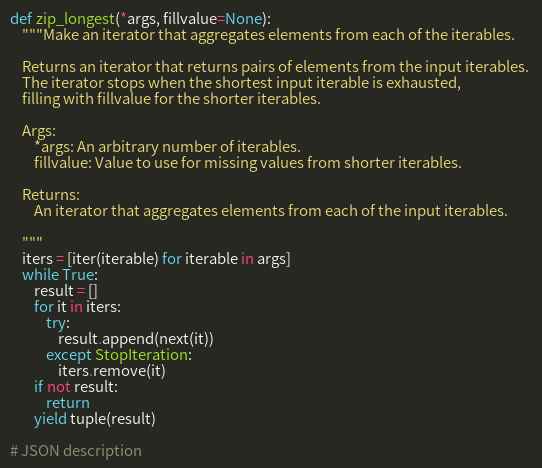 def zip_longest(*args, fillvalue=None):
    """Make an iterator that aggregates elements from each of the iterables.

    Returns an iterator that returns pairs of elements from the input iterables.
    The iterator stops when the shortest input iterable is exhausted,
    filling with fillvalue for the shorter iterables.

    Args:
        *args: An arbitrary number of iterables.
        fillvalue: Value to use for missing values from shorter iterables.

    Returns:
        An iterator that aggregates elements from each of the input iterables.

    """
    iters = [iter(iterable) for iterable in args]
    while True:
        result = []
        for it in iters:
            try:
                result.append(next(it))
            except StopIteration:
                iters.remove(it)
        if not result:
            return
        yield tuple(result)

# JSON description